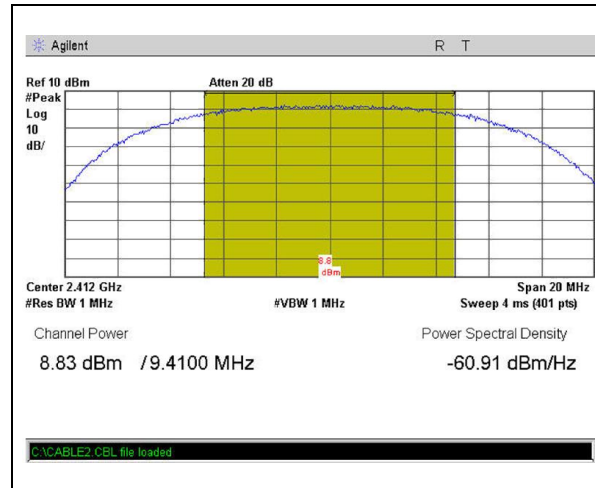 Agilent R T
Ref 10 dBm Atten 20 dB
#Peak
Log
10
dB/
8.8
dBm
Center 2.412 GHz Span 20 MHz
#Res BW 1 MHz #VBW 1 MHz Sweep 4 ms (401 pts)
Channel Power Power Spectral Density
8.83 dBm /9.4100 MHz -60.91 dBm/Hz
C:\CABLE2.CBL file loaded